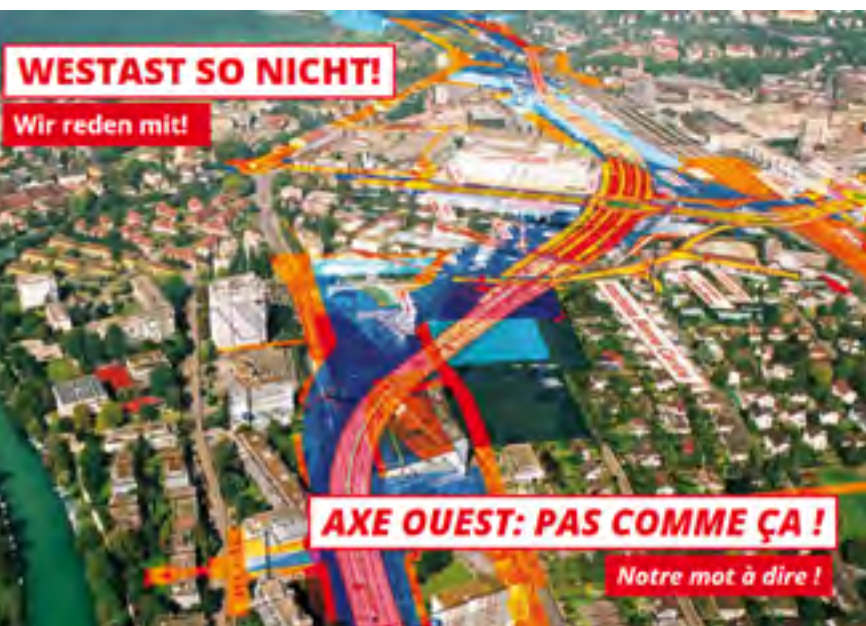 WESTAST SO NICHT!
Wir reden mit!
AXE OUEST: PAS COMME ÇA !
Notre mot à dire !